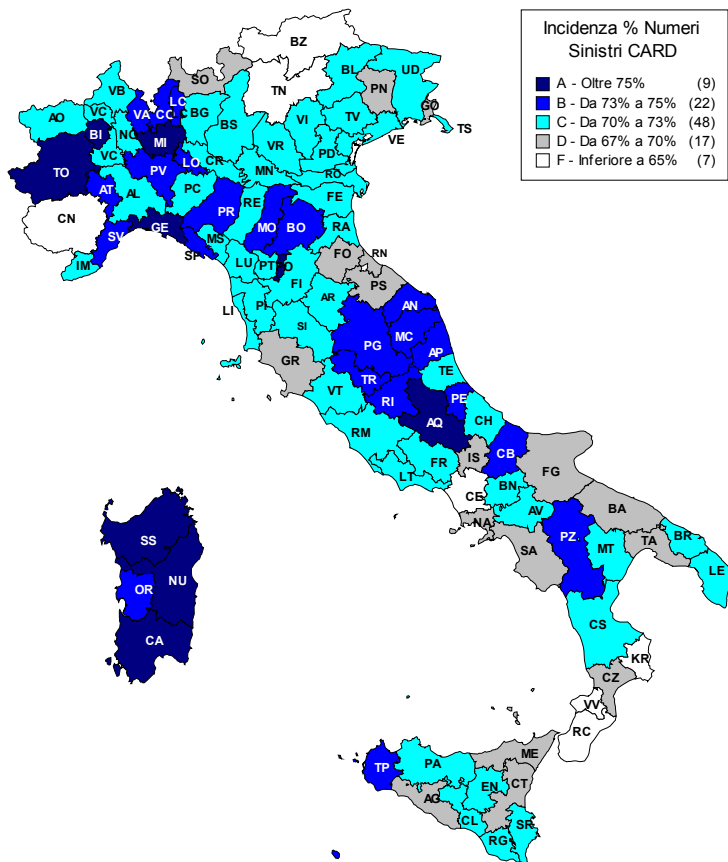 Incidenza % Numeri
Sinistri CARD
A - Oltre 75% (9)
B - Da 73% a 75% (22)
C - Da 70% a 73% (48)
D - Da 67% a 70% (17)
F - Inferiore a 65% (7)
BZ
SO
BL
UD
VB
TN
PN
LC
GO
AO
VC
VA
CO
BG
BS
VI
TV
TS
BI
NO
MI
VR
PD
VE
TO
VC
LO
CR
MN
RO
PV
AT
AL
PC
PR
RE
FE
CN
GE
MO
BO
RA
SV
SP
MS
FO
RN
IM
LU
PT
PO
FI
PS
LI
PI
AR
AN
SI
MC
PG
AP
GR
TR
TE
VT
RI
PE
AQ
CH
RM
FR
IS
CB
LT
FG
CE
BN
BA
NA
AV
SS
PZ
BR
SA
MT
TA
LE
OR
NU
CS
CA
KR
CZ
VV
RC
ME
TP
PA
EN
CT
AG
CL
SR
RG